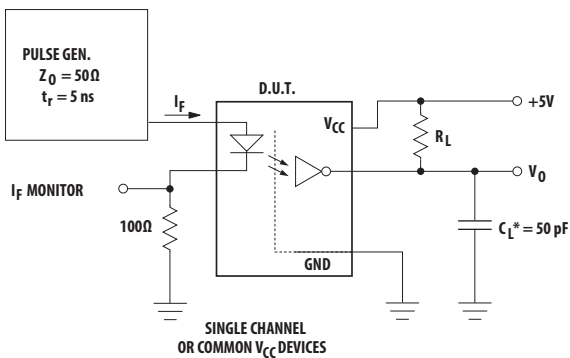 PULSE GEN.
Z0 = 50Ω
tr = 5 ns
IF
D.U.T.
VCC
+5V
RL
IF MONITOR
VO
100Ω
CL* = 50 pF
GND
SINGLE CHANNEL
OR COMMON VCC DEVICES